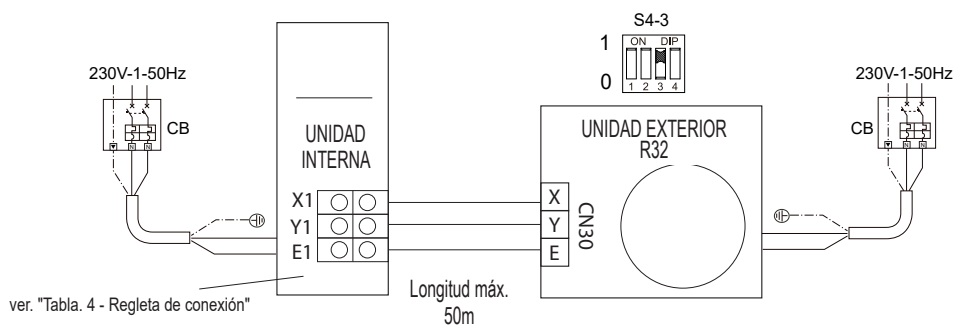 S4-3
1
ON DIP
0
1 2 3 4
230V-1-50Hz
CB
N N
UNIDAD
INTERNA
X1
Y1
E1
UNIDAD EXTERIOR
R32
X
Y
E
CN30
230V-1-50Hz
CB
N N
ver. "Tabla. 4 - Regleta de conexión"
Longitud máx.
50m